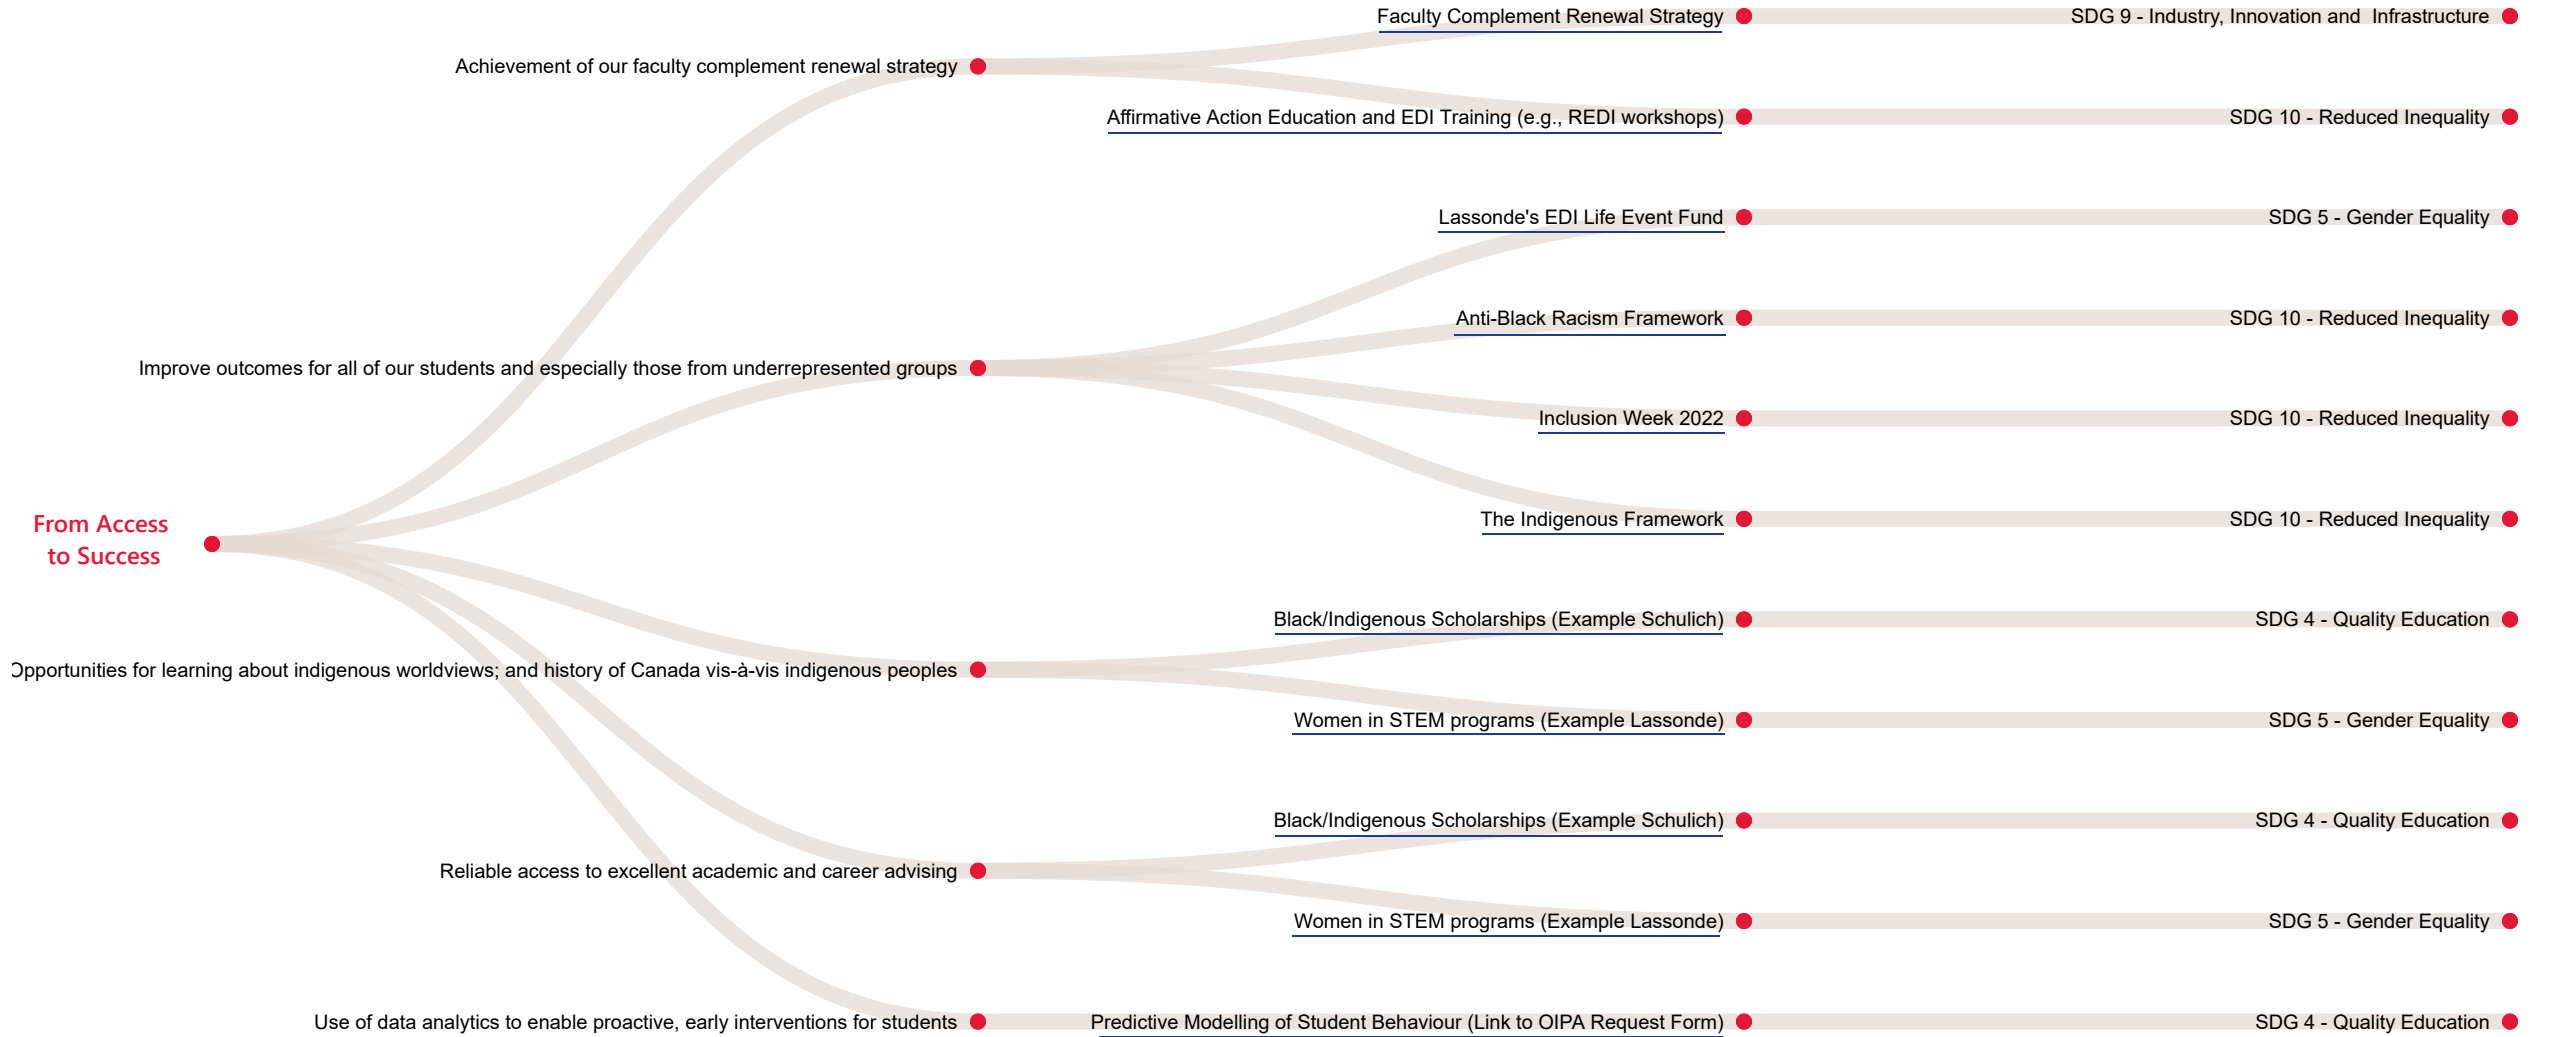 From Access
to Success
Achievement of our faculty complement renewal strategy
Faculty Complement Renewal Strategy
SDG 9 - Industry, Innovation and  Infrastructure
Affirmative Action Education and EDI Training (e.g., REDI workshops)
SDG 10 - Reduced Inequality
Improve outcomes for all of our students and especially those from underrepresented groups
Lassonde's EDI Life Event Fund
SDG 5 - Gender Equality
Anti-Black Racism Framework
SDG 10 - Reduced Inequality
Inclusion Week 2022
SDG 10 - Reduced Inequality
The Indigenous Framework
SDG 10 - Reduced Inequality
Opportunities for learning about indigenous worldviews; and history of Canada vis-à-vis indigenous peoples
Black/Indigenous Scholarships (Example Schulich)
SDG 4 - Quality Education
Women in STEM programs (Example Lassonde)
SDG 5 - Gender Equality
Reliable access to excellent academic and career advising
Black/Indigenous Scholarships (Example Schulich)
SDG 4 - Quality Education
Women in STEM programs (Example Lassonde)
SDG 5 - Gender Equality
Use of data analytics to enable proactive, early interventions for students
Predictive Modelling of Student Behaviour (Link to OIPA Request Form)
SDG 4 - Quality Education